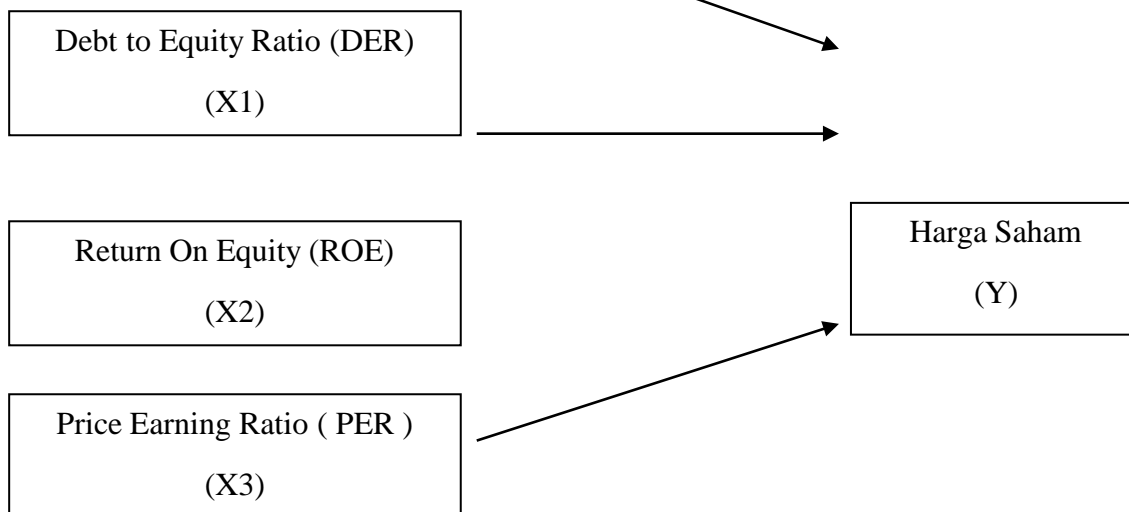 Debt to Equity Ratio (DER)
(X1)
Return On Equity (ROE)
(X2)
Harga Saham
(Y)
Price Earning Ratio ( PER )
(X3)